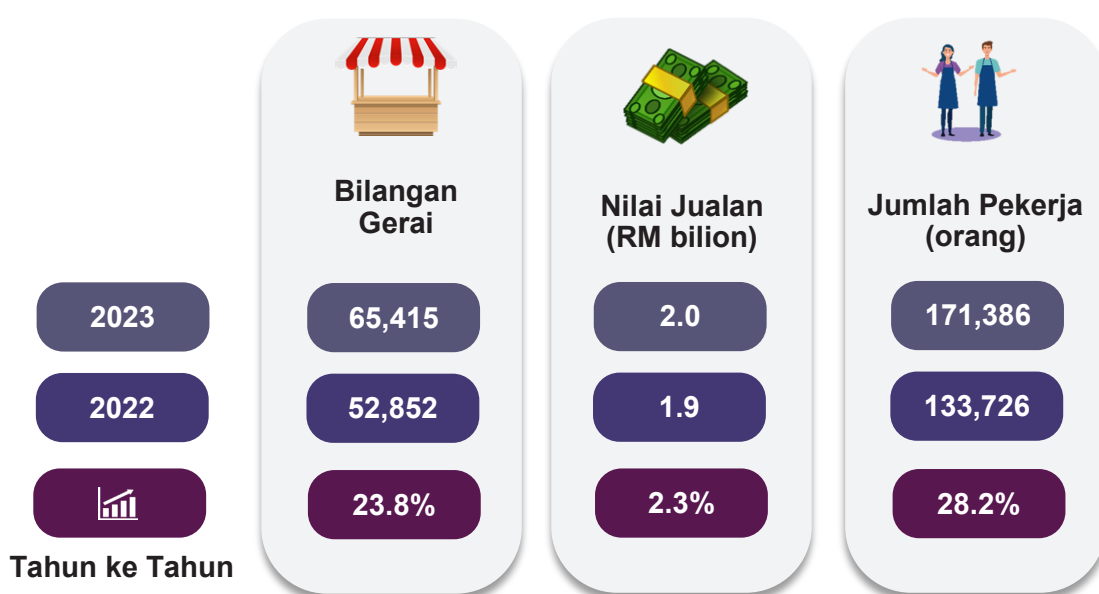 Bilangan
Gerai
Nilai Jualan
(RM bilion)
Jumlah Pekerja
(orang)
2023
65,415
2.0
171,386
2022
52,852
1.9
133,726
23.8%
2.3%
28.2%
Tahun ke Tahun